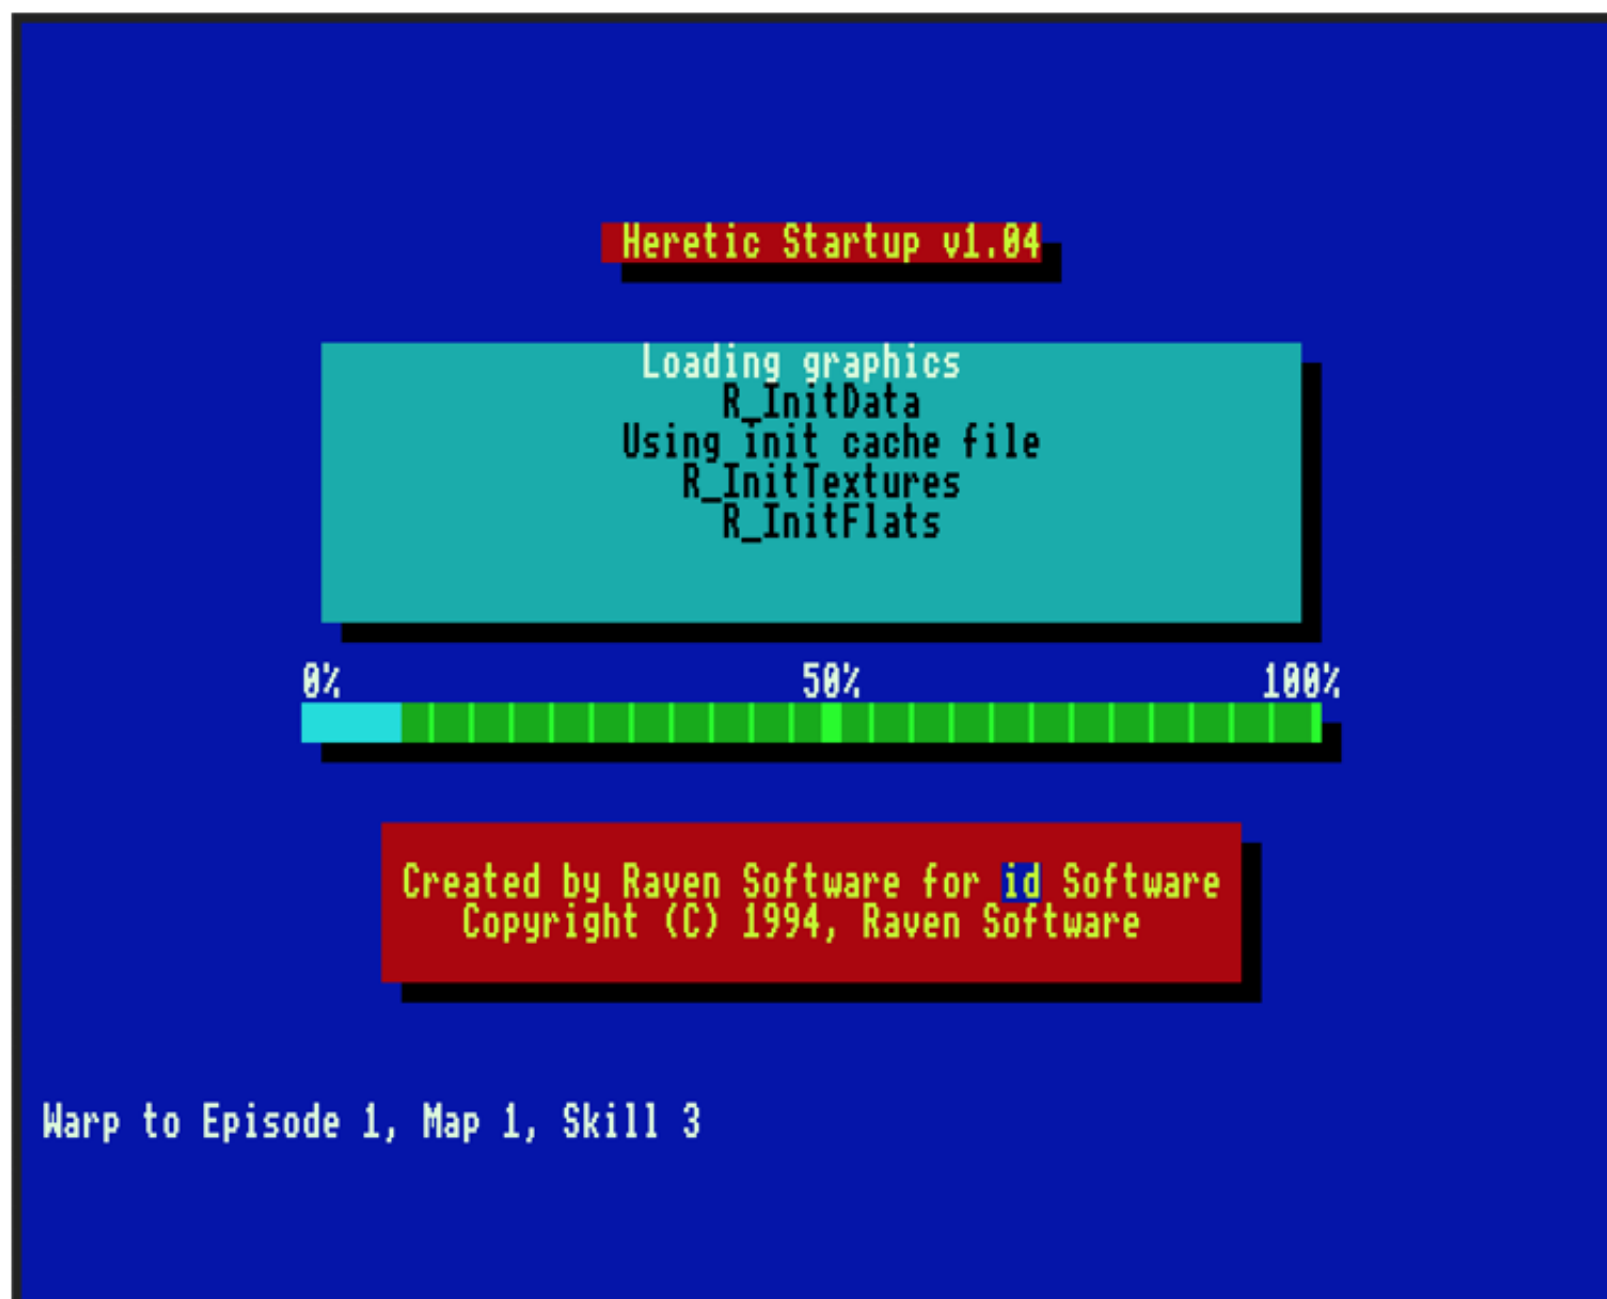 Heretic Startup v1.04
Loading graphics
R_InitData
Using init cache file
R_InitTextures
R_InitFlats
0% 50% 100%
Created by Raven Software for id Software
Copyright (C) 1994, Raven Software
Warp to Episode 1, Map 1, Skill 3